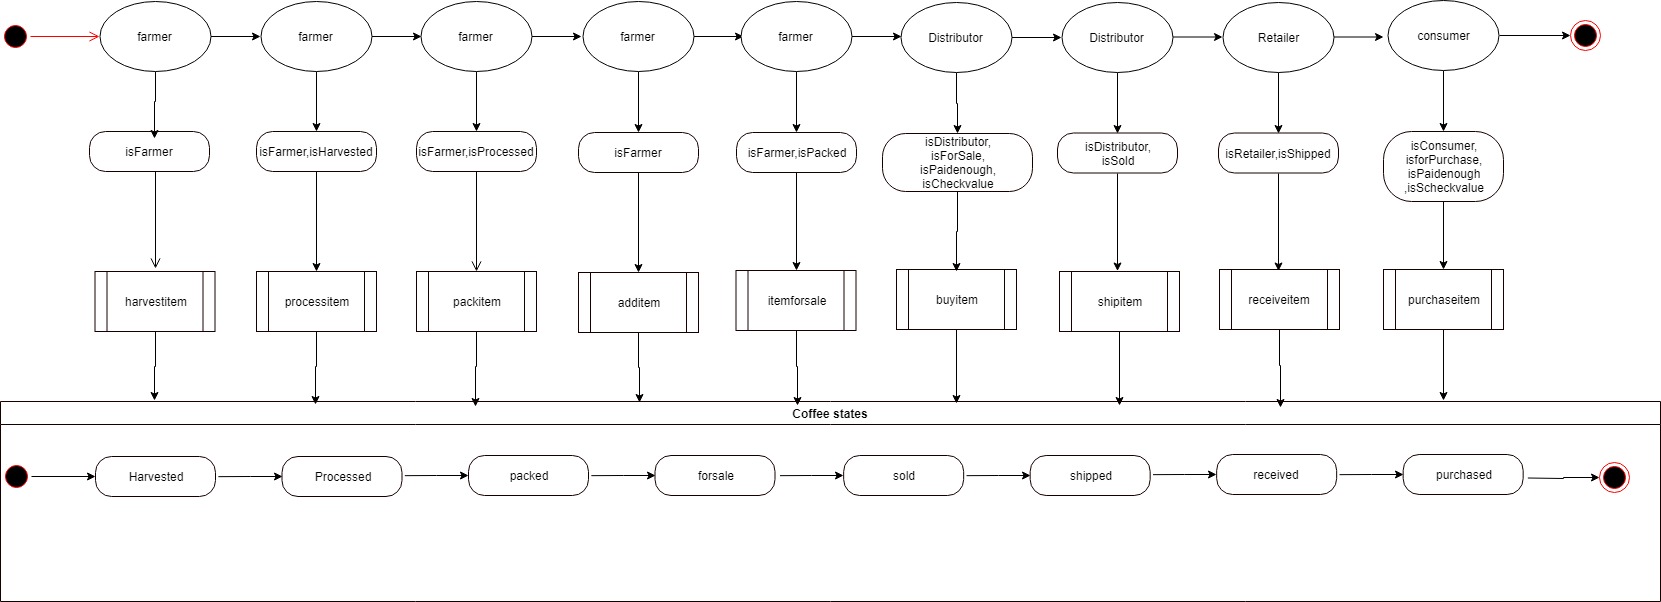 farmer
farmer
farmer
farmer
farmer
Distributor
Distributor
Retailer
consumer
isFarmer
isFarmer,isHarvested
isFarmer,isProcessed
isFarmer
isFarmer,isPacked
isDistributor,
isForSale,
isPaidenough,
isCheckvalue
isDistributor,
isSold
isRetailer,isShipped
isConsumer,
isforPurchase,
isPaidenough
,isScheckvalue
harvestitem
processitem
packitem
additem
itemforsale
buyitem
shipitem
receiveitem
purchaseitem
Coffee states
Harvested
Processed
packed
forsale
sold
shipped
received
purchased